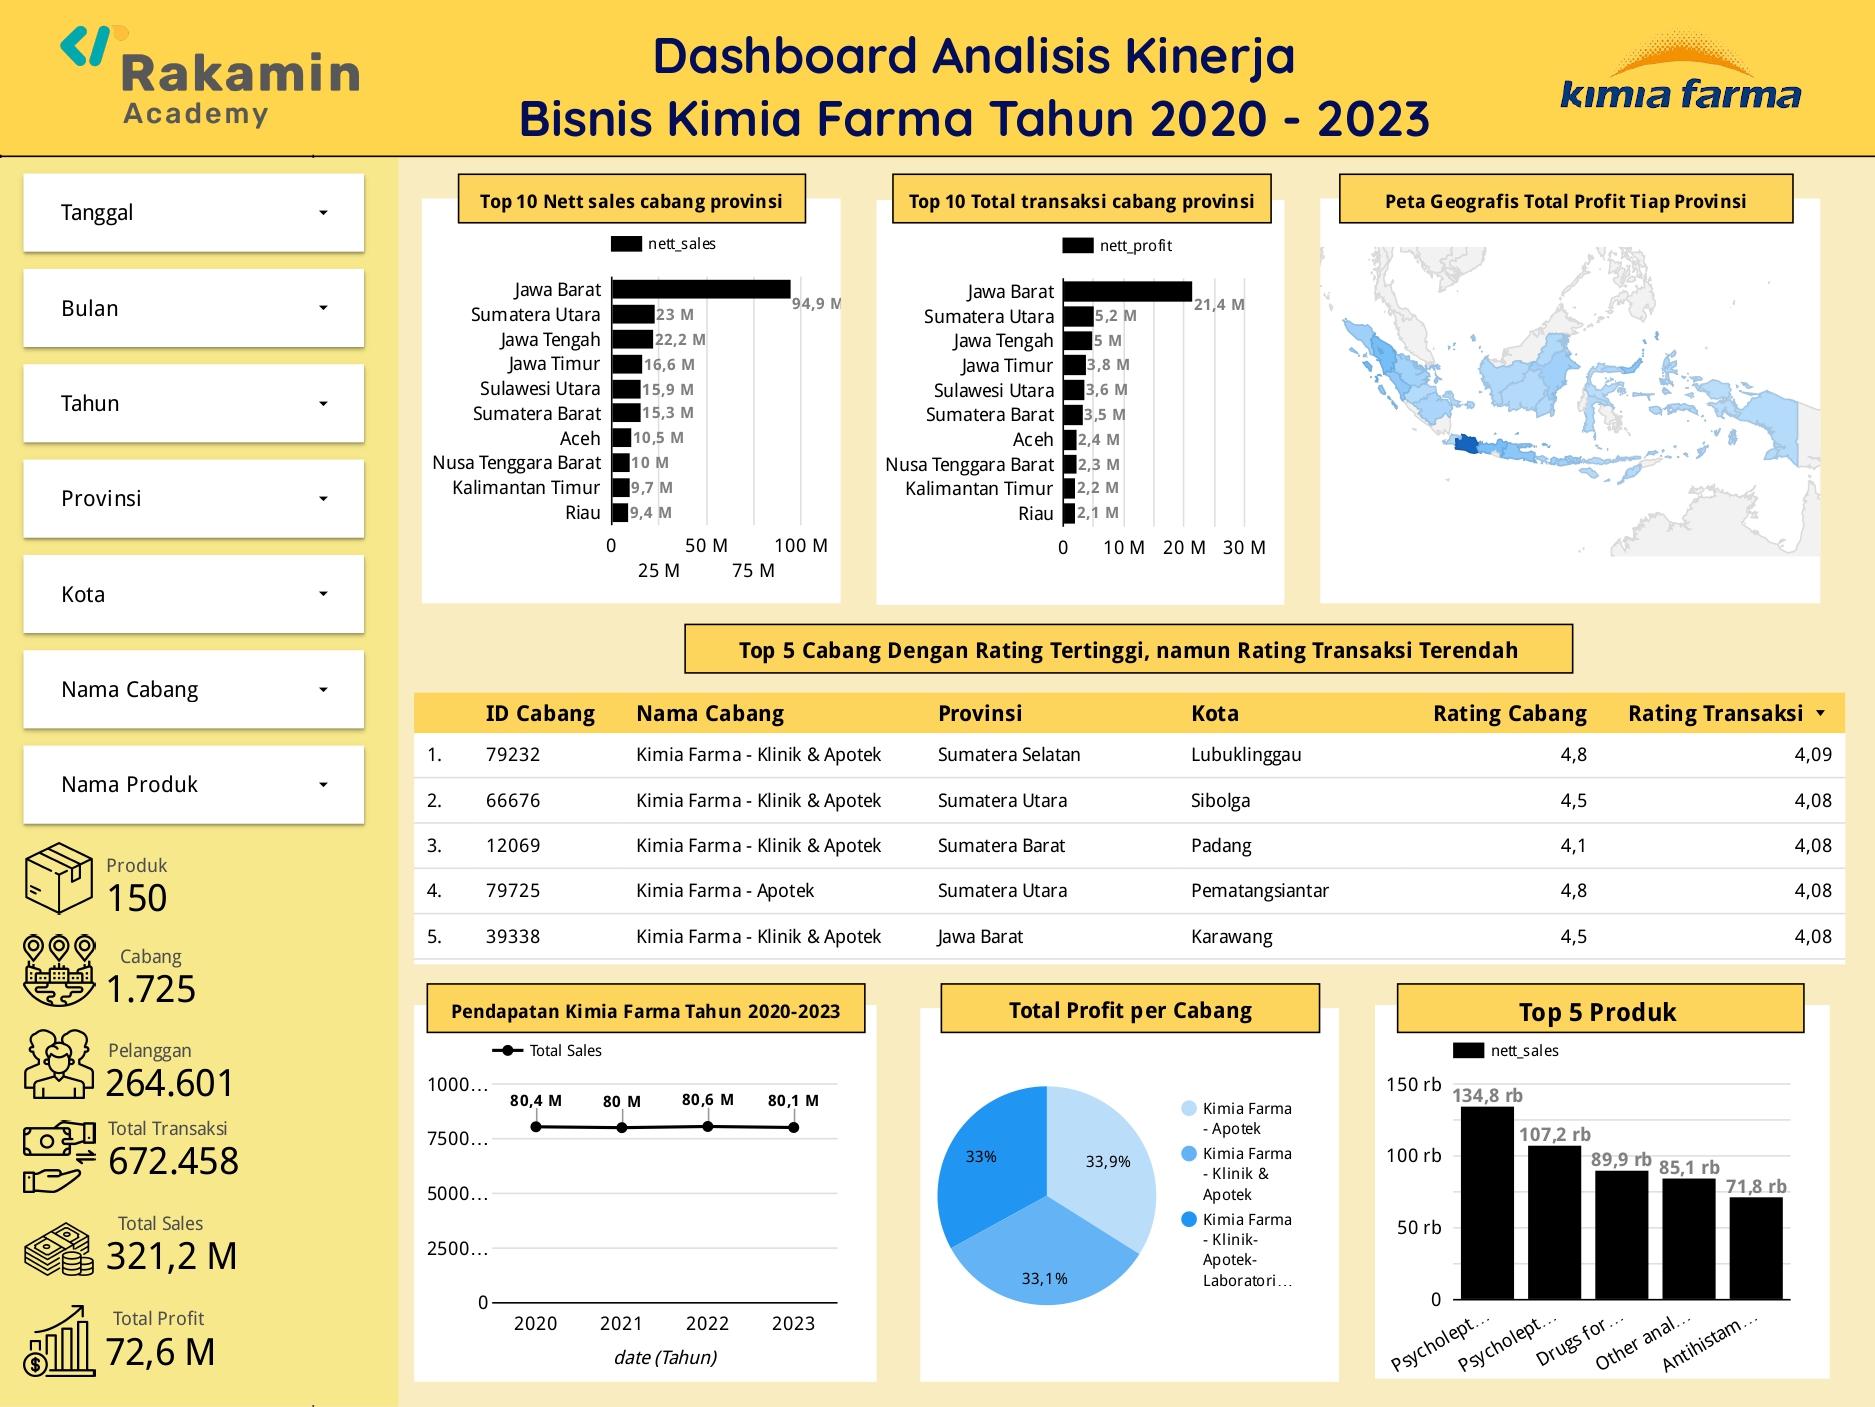 Rakamin
Academy
Dashboard Analisis Kinerja
Bisnis Kimia Farma Tahun 2020 - 2023
kimia farma
Tanggal
Bulan
Tahun
Provinsi
Kota
Nama Cabang
Nama Produk
Produk
150
Cabang
1.725
Pelanggan
264.601
Total Transaksi
672.458
Total Sales
321,2 M
Total Profit
72,6 M
Top 10 Nett sales cabang provinsi
nett_sales
Jawa Barat 94,9 M
Sumatera Utara 23 M
Jawa Tengah 22,2 M
Jawa Timur 16,6 M
Sulawesi Utara 15,9 M
Sumatera Barat 15,3 M
Aceh 10,5 M
Nusa Tenggara Barat 10 M
Kalimantan Timur 9,7 M
Riau 9,4 M
0 50 M 100 M
25 M 75 M
Top 10 Total transaksi cabang provinsi
nett_profit
Jawa Barat 21,4 M
Sumatera Utara 5,2 M
Jawa Tengah 5 M
Jawa Timur 3,8 M
Sulawesi Utara 3,6 M
Sumatera Barat 3,5 M
Aceh 2,4 M
Nusa Tenggara Barat 2,3 M
Kalimantan Timur 2,2 M
Riau 2,1 M
0 10 M 20 M 30 M
Peta Geografis Total Profit Tiap Provinsi
Top 5 Cabang Dengan Rating Tertinggi, namun Rating Transaksi Terendah
ID Cabang Nama Cabang Provinsi Kota Rating Cabang Rating Transaksi
1. 79232 Kimia Farma - Klinik & Apotek Sumatera Selatan Lubuklinggau 4,8 4,09
2. 66676 Kimia Farma - Klinik & Apotek Sumatera Utara Sibolga 4,5 4,08
3. 12069 Kimia Farma - Klinik & Apotek Sumatera Barat Padang 4,1 4,08
4. 79725 Kimia Farma - Apotek Sumatera Utara Pematangsiantar 4,8 4,08
5. 39338 Kimia Farma - Klinik & Apotek Jawa Barat Karawang 4,5 4,08
Pendapatan Kimia Farma Tahun 2020-2023
Total Sales
1000...
80,4 M 80 M 80,6 M 80,1 M
7500...
5000...
2500...
0
2020 2021 2022 2023
date (Tahun)
Total Profit per Cabang
33% 33,9%
33,1%
Kimia Farma
- Apotek
Kimia Farma
- Klinik &
Apotek
Kimia Farma
- Klinik-
Apotek-
Laboratori...
Top 5 Produk
nett_sales
150 rb
134,8 rb
107,2 rb
100 rb
89,9 rb
85,1 rb
71,8 rb
50 rb
0
Psycholept...
Psycholept...
Drugs for...
Other anal...
Antihistam...